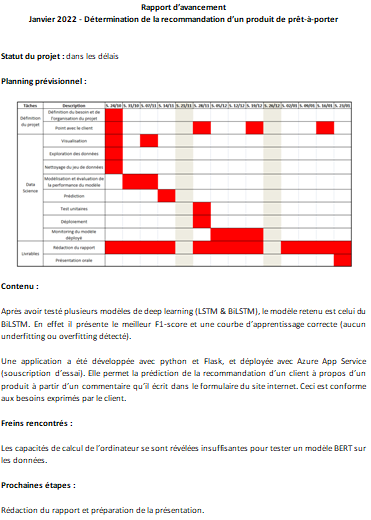 Rapport d'avancement
Janvier 2022 - Détermination de la recommandation d'un produit de prêt-à-porter
Statut du projet : dans les délais
Planning prévisionnel :
Tâches Description S. 24/10 S. 31/10 S. 07/11 S. 14/11 S. 21/11 S. 28/11 S. 05/12 S. 12/12 S. 19/12 S. 26/12 S. 02/01 S. 09/01 S. 16/01 S. 23/01
Définition du projet
Définition du besoin et de
l'organisation du projet
Point avec le client
Data
Science
Visualisation
Exploration des données
Nettoyage du jeu de données
Modélisation et évaluation de
la performance du modèle
Prédiction
Test unitaires
Déploiement
Monitoring du modèle
déployé
Livrables
Rédaction du rapport
Présentation orale
Contenu :
Après avoir testé plusieurs modèles de deep learning (LSTM & BiLSTM), le modèle retenu est celui du
BiLSTM. En effet il présente le meilleur F1-score et une courbe d'apprentissage correcte (aucun
underfitting ou overfitting détecté).
Une application a été développée avec python et Flask, et déployée avec Azure App Service
(souscription d'essai). Elle permet la prédiction de la recommandation d'un client à propos d'un
produit à partir d'un commentaire qu'il écrit dans le formulaire du site internet. Ceci est conforme
aux besoins exprimés par le client.
Freins rencontrés :
Les capacités de calcul de l'ordinateur se sont révélées insuffisantes pour tester un modèle BERT sur
les données.
Prochaines étapes :
Rédaction du rapport et préparation de la présentation.